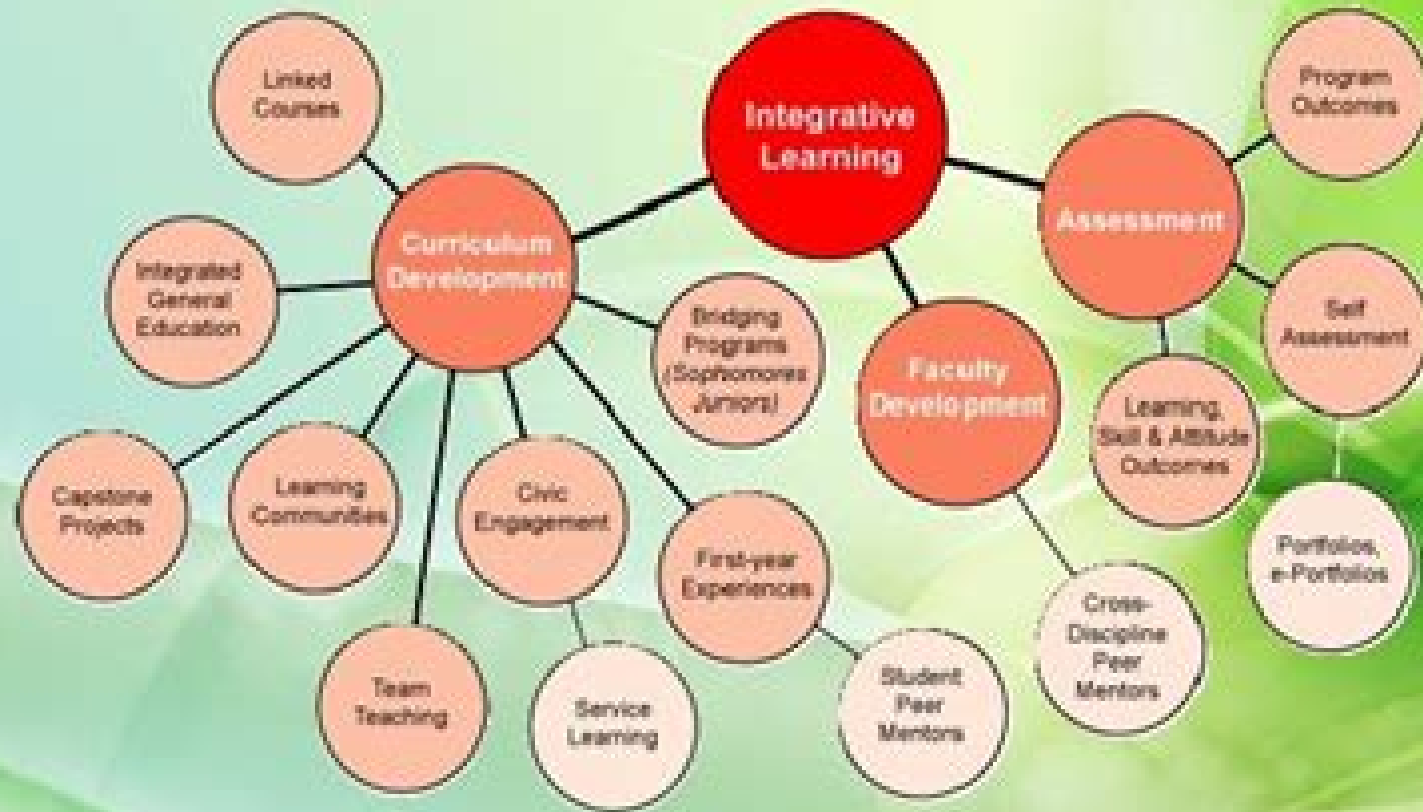 Integrative
Learning
Linked
Courses
Program
Outcomes
Curriculum
Development
Assessment
Integrated
General
Education
Bridging
Programs
(Sophomores
Juniors)
Faculty
Development
Self
Assessment
Learning,
Skill & Attitude
Outcomes
Capstone
Projects
Learning
Communities
Civic
Engagement
First-year
Experiences
Portfolios,
e-Portfolios
Cross-
Discipline
Peer
Mentors
Team
Teaching
Service
Learning
Student
Peer
Mentors